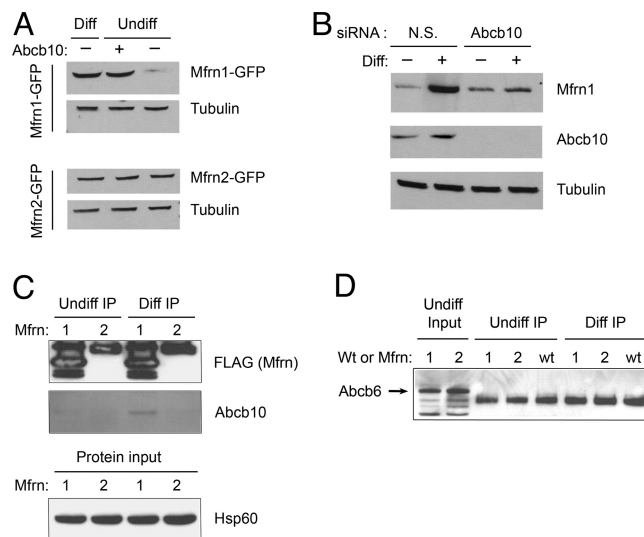 A
Diff Undiff
Abcb10: – + –
Mfrn1-GFP
Mfrn1-GFP
Tubulin
Mfrn2-GFP
Mfrn2-GFP
Tubulin
B
siRNA : N.S. Abcb10
Diff: – + – +
Mfrn1
Abcb10
Tubulin
C
Undiff IP Diff IP
Mfrn: 1 2 1 2
FLAG (Mfrn)
Abcb10
Protein input
Mfrn: 1 2 1 2
Hsp60
D
Undiff Input Undiff IP Diff IP
Wt or Mfrn: 1 2 1 2 wt 1 2 wt
Abcb6